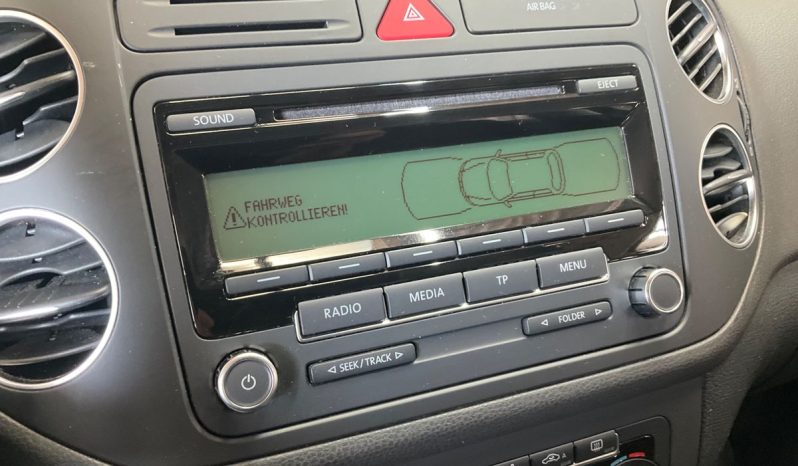 AIR BAG
SOUND
EJECT
FAHRWEG
KONTROLLIEREN!
RADIO
MEDIA
TP
MENU
SEEK/TRACK
FOLDER